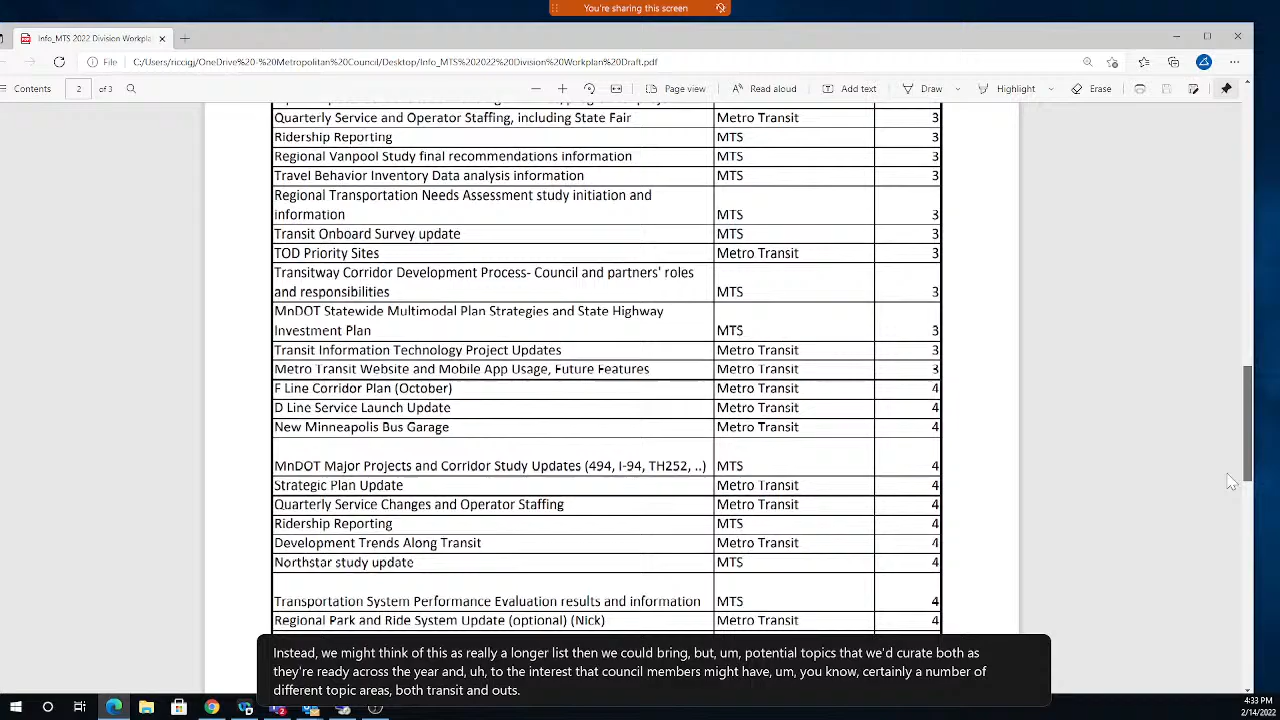 You're sharing this screen
Info_MTS 2022 Division Workpla
File C:/Users/riccigj/OneDrive%20-%20Metropolitan%20Council/Desktop/Info_MTS%202022%20Division%20Workplan%20Draft.pdf
Contents 2 of 3 Page view Read aloud Add text Draw Highlight Erase
Quarterly Service and Operator Staffing, including State Fair Metro Transit 3
Ridership Reporting MTS 3
Regional Vanpool Study final recommendations information MTS 3
Travel Behavior Inventory Data analysis information MTS 3
Regional Transportation Needs Assessment study initiation and
information MTS 3
Transit Onboard Survey update MTS 3
TOD Priority Sites Metro Transit 3
Transitway Corridor Development Process- Council and partners' roles
and responsibilities MTS 3
MnDOT Statewide Multimodal Plan Strategies and State Highway
Investment Plan MTS 3
Transit Information Technology Project Updates Metro Transit 3
Metro Transit Website and Mobile App Usage, Future Features Metro Transit 3
F Line Corridor Plan (October) Metro Transit 4
D Line Service Launch Update Metro Transit 4
New Minneapolis Bus Garage Metro Transit 4
MnDOT Major Projects and Corridor Study Updates (494, I-94, TH252, ..) MTS 4
Strategic Plan Update Metro Transit 4
Quarterly Service Changes and Operator Staffing Metro Transit 4
Ridership Reporting MTS 4
Development Trends Along Transit Metro Transit 4
Northstar study update MTS 4
Transportation System Performance Evaluation results and information MTS 4
Regional Park and Ride System Update (optional) (Nick) Metro Transit 4
Instead, we might think of this as really a longer list then we could bring, but, um, potential topics that we'd curate both as
they're ready across the year and, uh, to the interest that council members might have, um, you know, certainly a number of
different topic areas, both transit and outs.
4:33 PM
2/14/2022